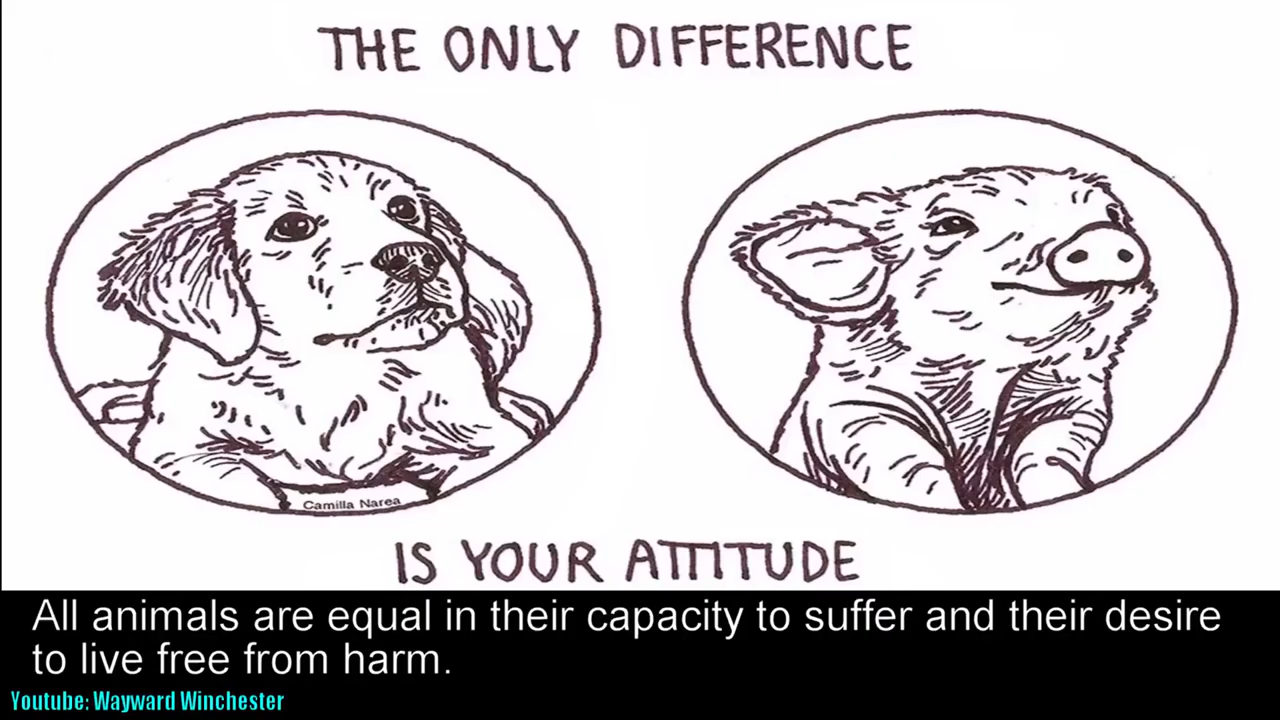 THE ONLY DIFFERENCE
Camilla Narea
IS YOUR ATTITUDE
All animals are equal in their capacity to suffer and their desire
to live free from harm.
Youtube: Wayward Winchester